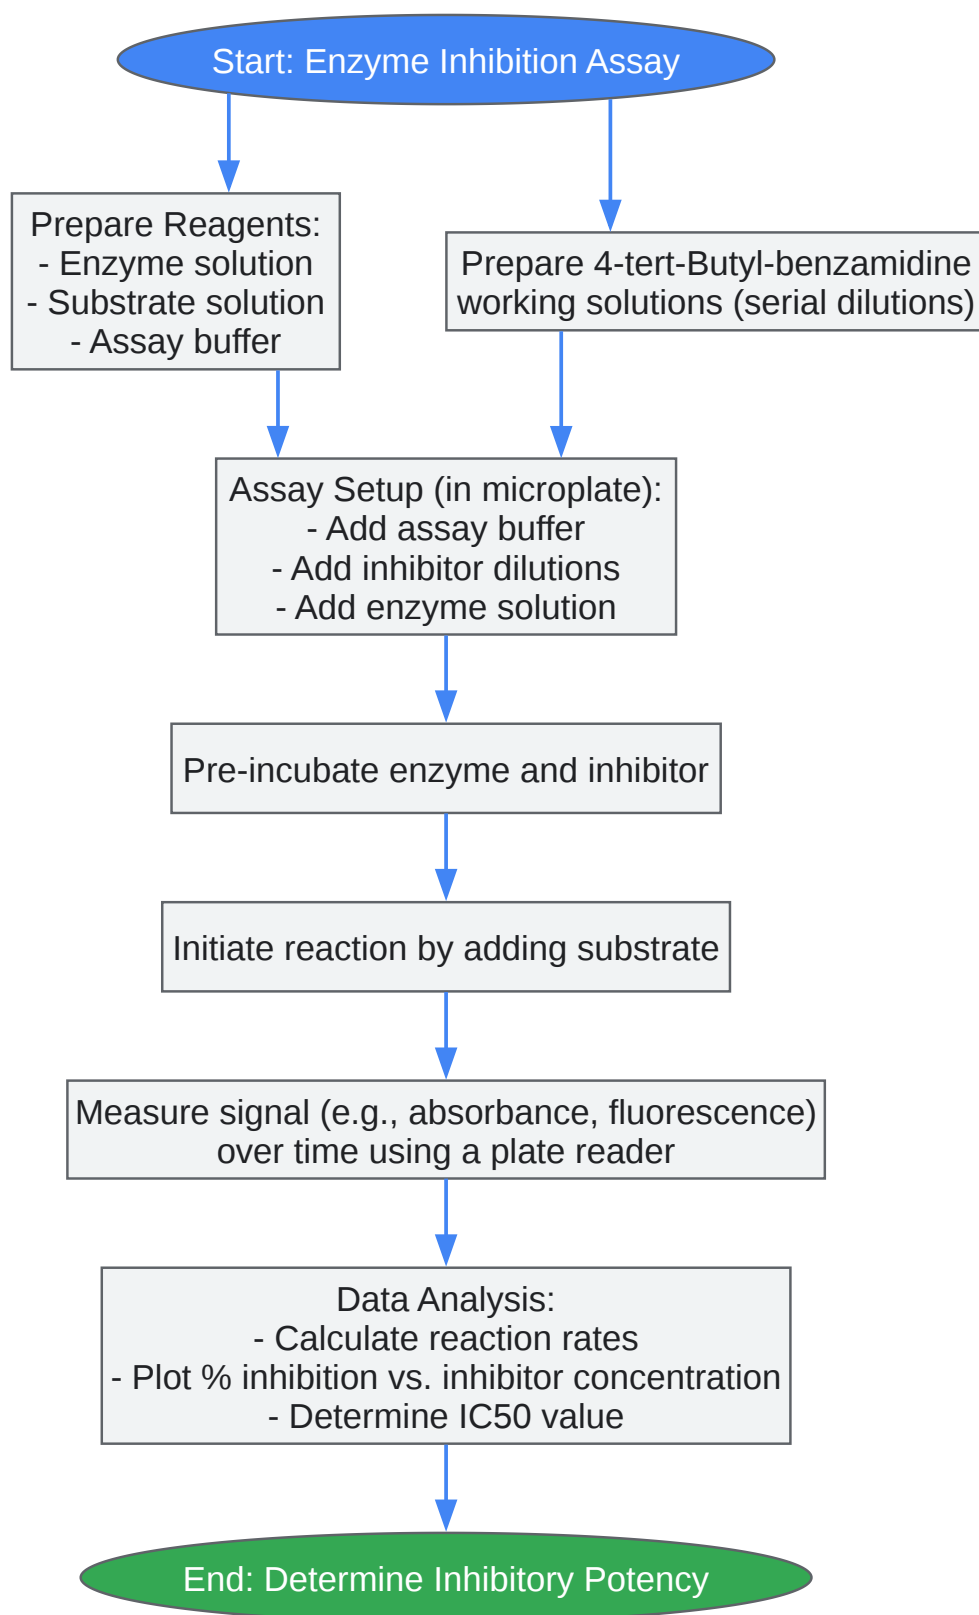 Start: Enzyme Inhibition Assay
Prepare Reagents:
- Enzyme solution
- Substrate solution
- Assay buffer
Prepare 4-tert-Butyl-benzamidine
working solutions (serial dilutions)
Assay Setup (in microplate):
- Add assay buffer
- Add inhibitor dilutions
- Add enzyme solution
Pre-incubate enzyme and inhibitor
Initiate reaction by adding substrate
Measure signal (e.g., absorbance, fluorescence)
over time using a plate reader
Data Analysis:
- Calculate reaction rates
- Plot % inhibition vs. inhibitor concentration
- Determine IC50 value
End: Determine Inhibitory Potency